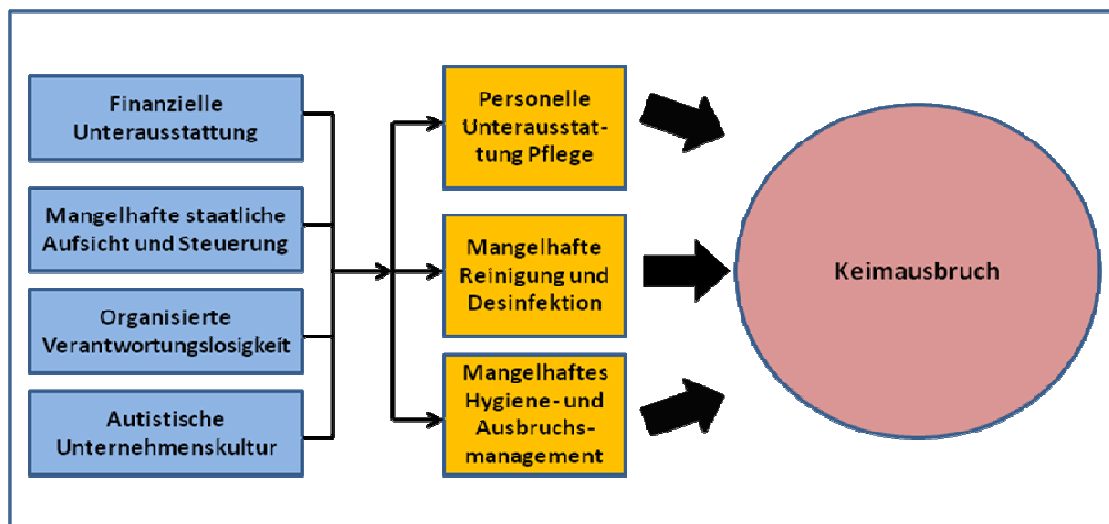 Finanzielle
Unterausstattung
Mangelhafte staatliche
Aufsicht und Steuerung
Organisierte
Verantwortungslosigkeit
Autistische
Unternehmenskultur
Personelle
Unterausstat-
tung Pflege
Mangelhafte
Reinigung und
Desinfektion
Mangelhaftes
Hygiene- und
Ausbruchs-
management
Keimausbruch